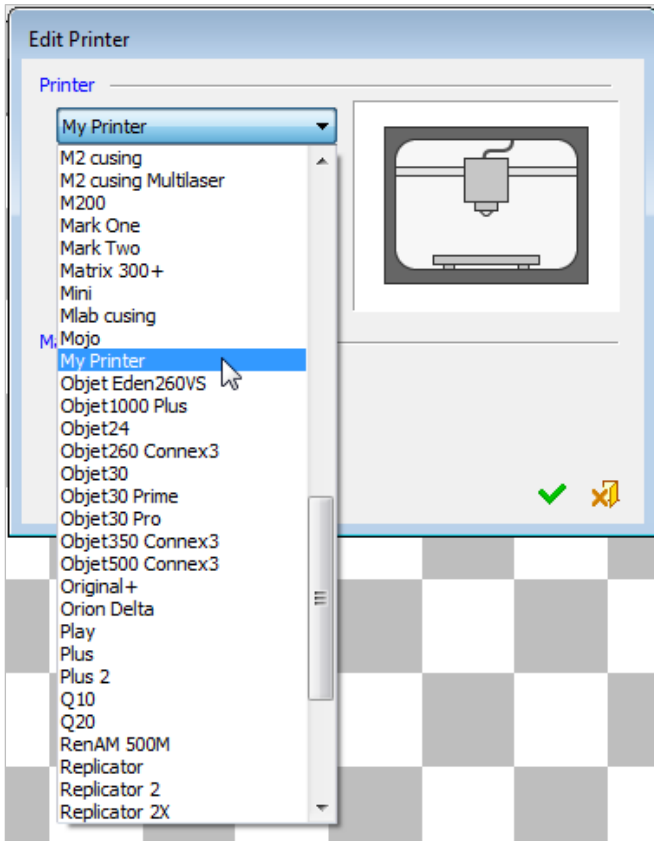 Edit Printer
Printer
My Printer
M2 cusing
M2 cusing Multilaser
M200
Mark One
Mark Two
Matrix 300+
Mini
Mlab cusing
Mojo
My Printer
Objet Eden260VS
Objet1000 Plus
Objet24
Objet260 Connex3
Objet30
Objet30 Prime
Objet30 Pro
Objet350 Connex3
Objet500 Connex3
Original+
Orion Delta
Play
Plus
Plus 2
Q10
Q20
RenAM 500M
Replicator
Replicator 2
Replicator 2X